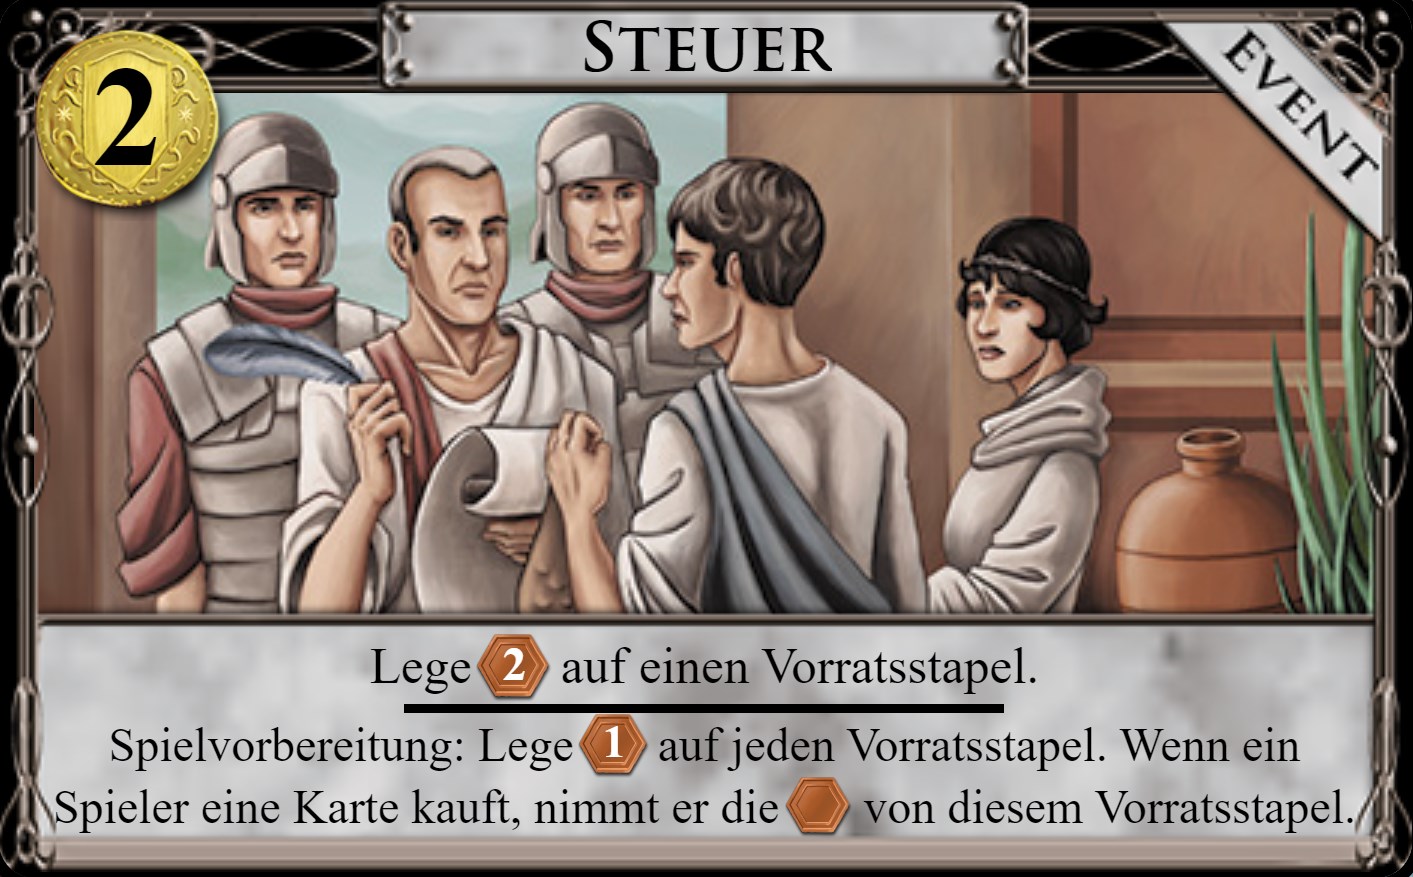 2
STEUER
EVENT
Lege 2 auf einen Vorratsstapel.
Spielvorbereitung: Lege 1 auf jeden Vorratsstapel. Wenn ein
Spieler eine Karte kauft, nimmt er die von diesem Vorratsstapel.